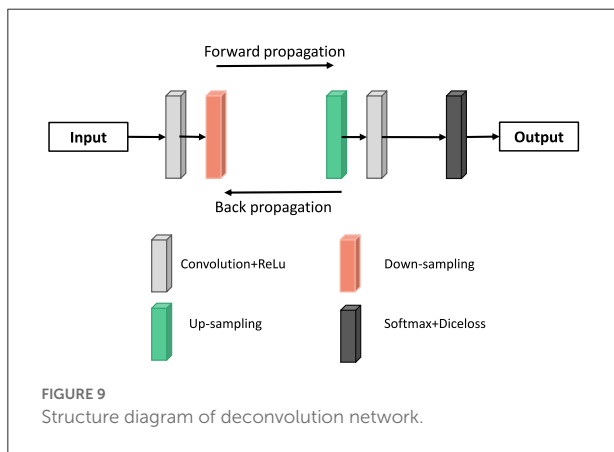 Forward propagation
Input
Output
Back propagation
Convolution+ReLu
Down-sampling
Up-sampling
Softmax+Diceloss
FIGURE 9
Structure diagram of deconvolution network.